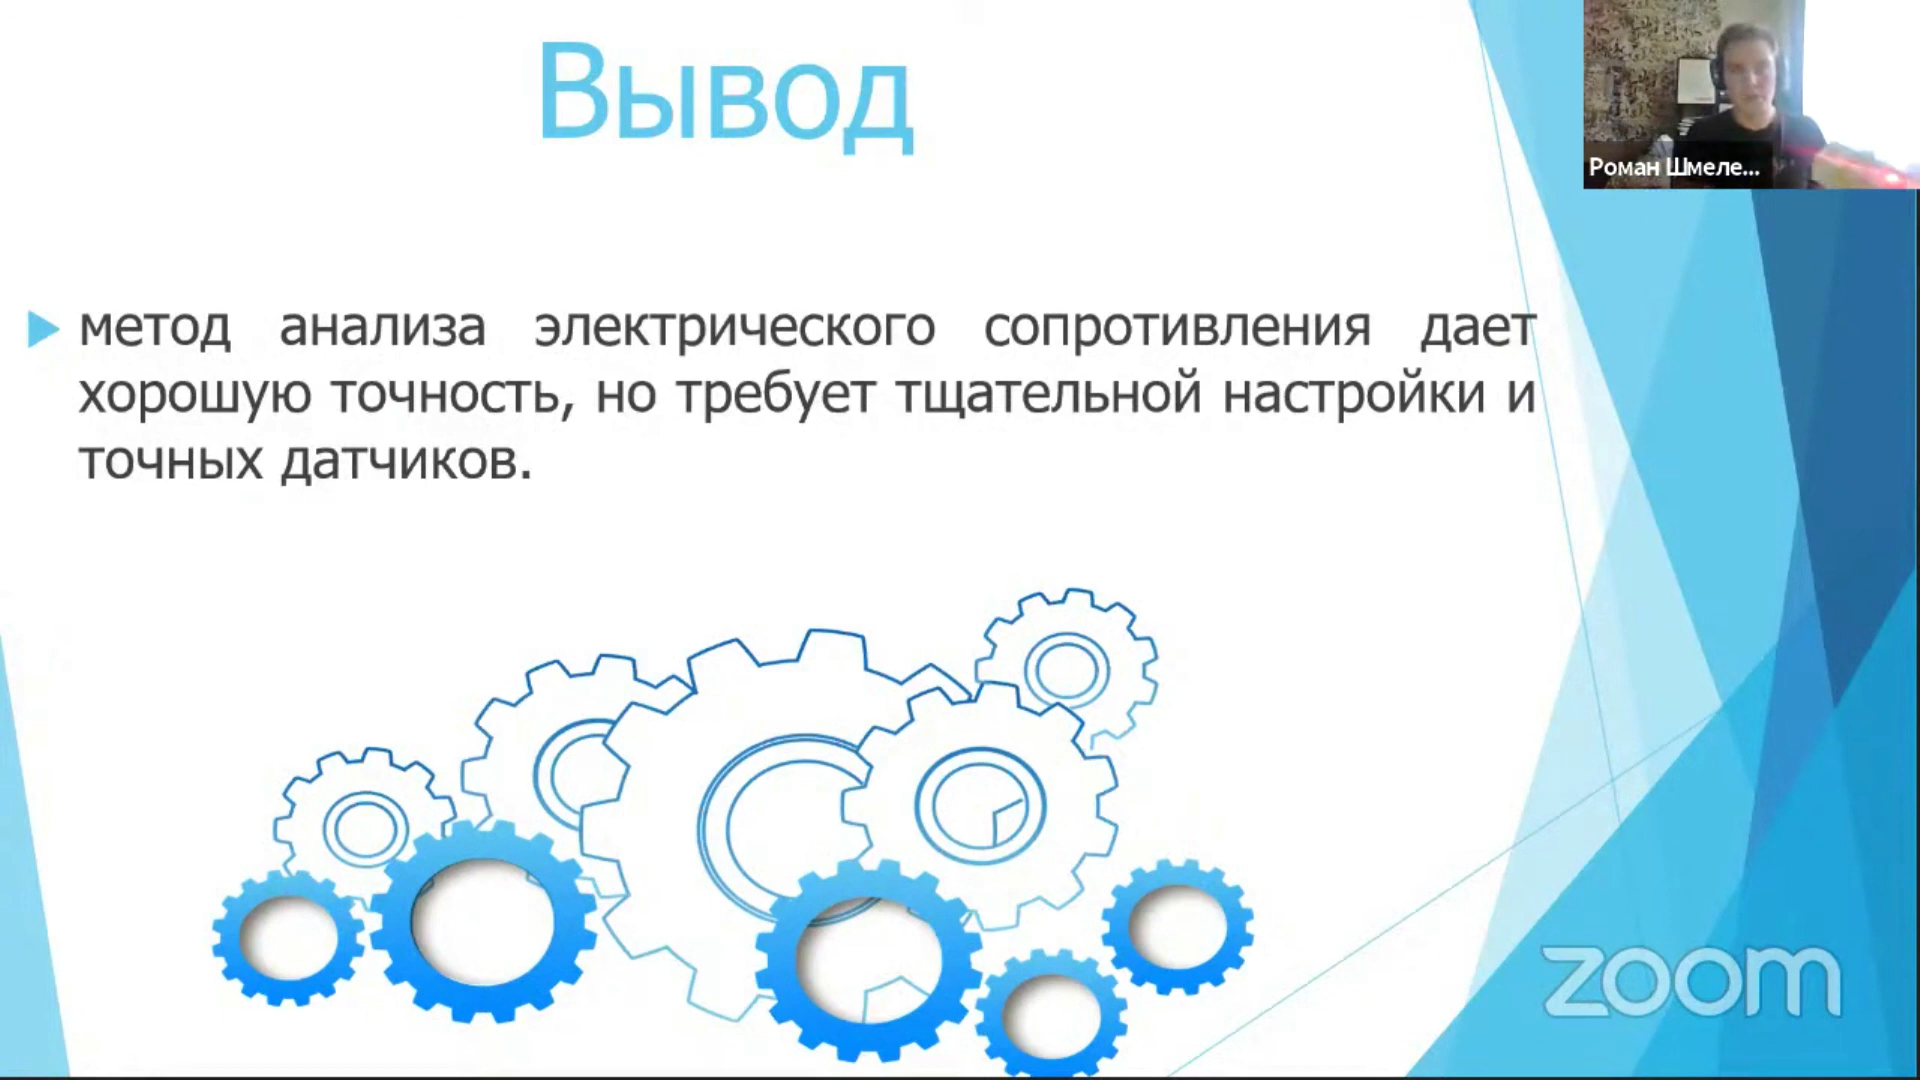 Вывод
Роман Шмеле...
метод анализа электрического сопротивления дает
хорошую точность, но требует тщательной настройки и
точных датчиков.
zoom